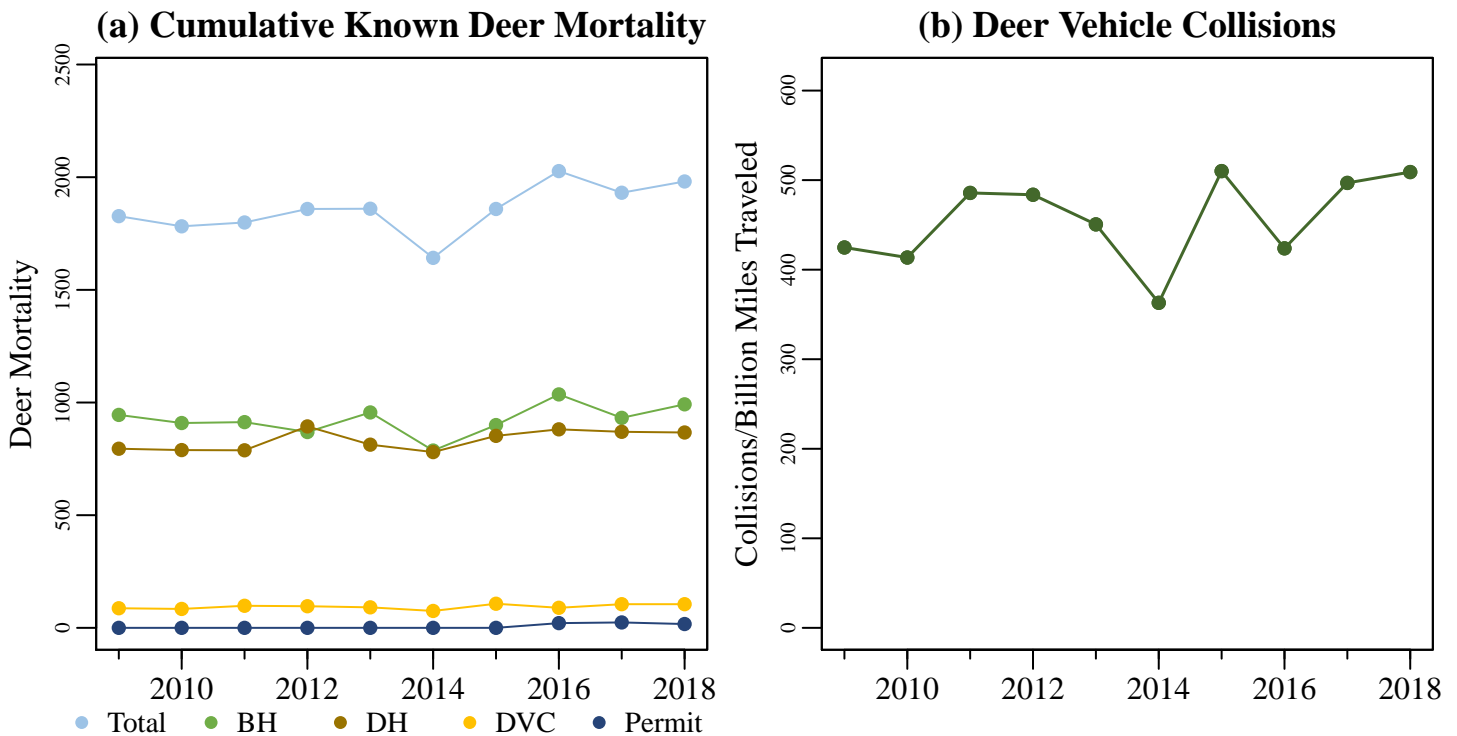 (a) Cumulative Known Deer Mortality
Deer Mortality
2500
2000
1500
1000
500
0
2010 2012 2014 2016 2018
Total BH DH DVC Permit
(b) Deer Vehicle Collisions
Collisions/Billion Miles Traveled
600
500
400
300
200
100
0
2010 2012 2014 2016 2018